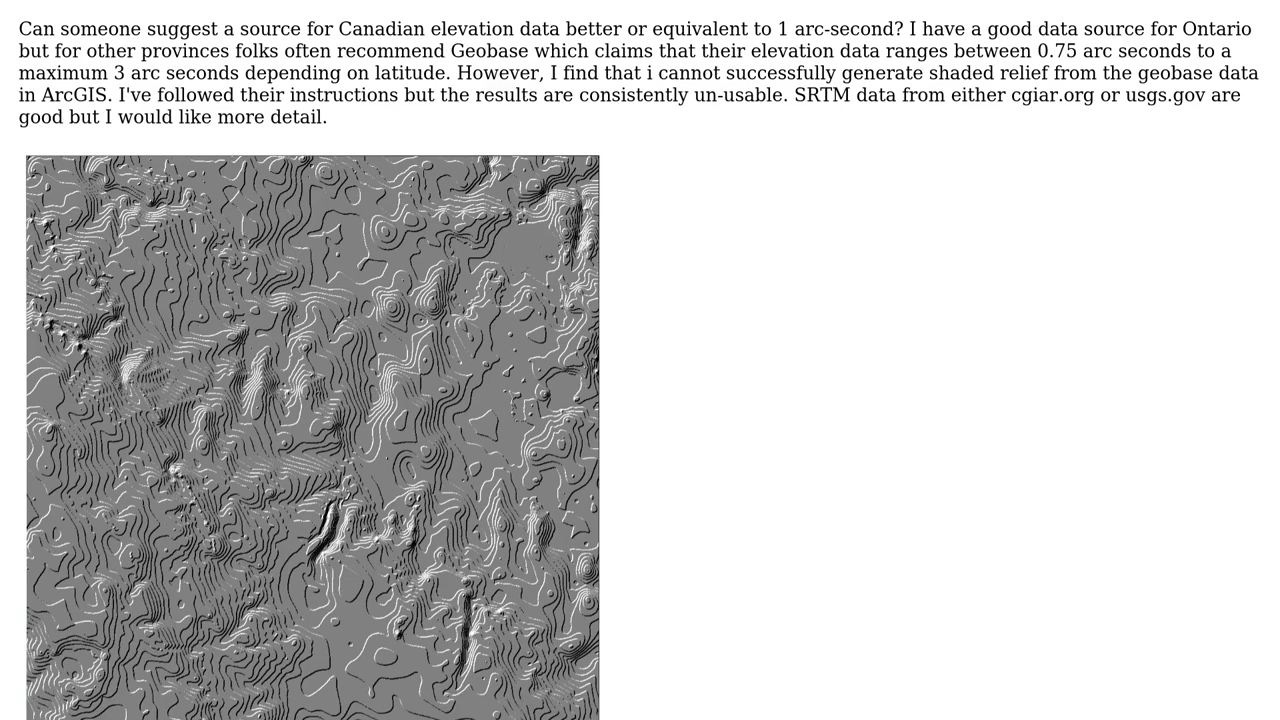 Can someone suggest a source for Canadian elevation data better or equivalent to 1 arc-second? I have a good data source for Ontario
but for other provinces folks often recommend Geobase which claims that their elevation data ranges between 0.75 arc seconds to a
maximum 3 arc seconds depending on latitude. However, I find that i cannot successfully generate shaded relief from the geobase data
in ArcGIS. I've followed their instructions but the results are consistently un-usable. SRTM data from either cgiar.org or usgs.gov are
good but I would like more detail.